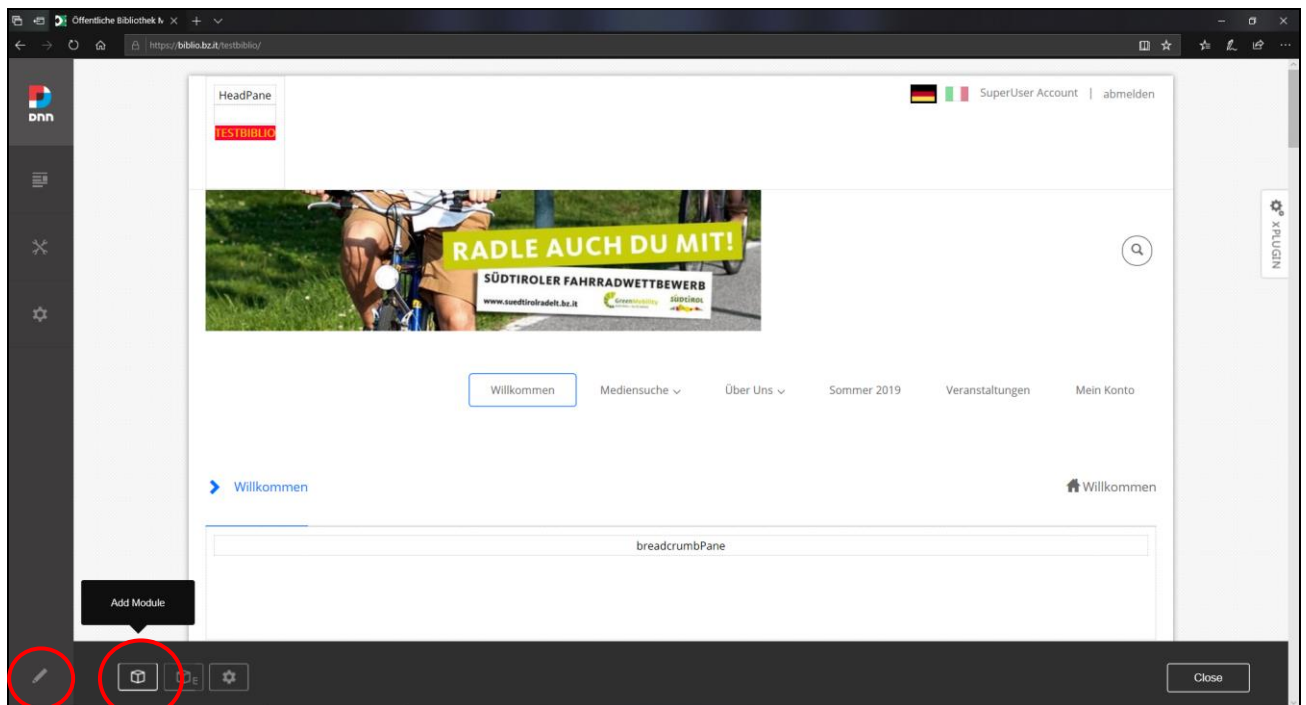 Öffentliche Bibliothek N
https://biblio.bz.it/testbiblio/
Dnn
HeadPane
TESTBIBLIO
SuperUser Account | abmelden
RADLE AUCH DU MIT!
SÜDTIROLER FAHRRADWETTBEWERB
www.suedtirolradelt.bz.it
GreenMobility
SÜDTIROL
XPLUGIN
Willkommen Mediensuche Über Uns Sommer 2019 Veranstaltungen Mein Konto
Willkommen
Willkommen
breadcrumbPane
Add Module
E
Close